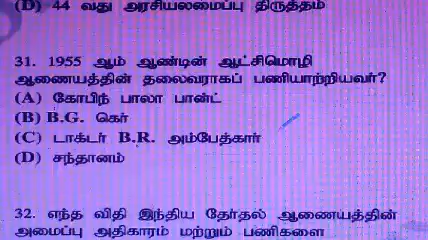 (D) 44 வது அரசியலமைப்பு திருத்தம்
31. 1955 ஆம் ஆண்டின் ஆட்சிமொழி
ஆணையத்தின் தலைவராகப் பணியாற்றியவர்?
(A) கோபிந் பாலா பாண்ட்
(B) B.G. கெர்
(C) டாக்டர் B.R. அம்பேத்கார்
(D) சந்தானம்
32. எந்த விதி இந்திய தேர்தல் ஆணையத்தின்
அமைப்பு அதிகாரம் மற்றும் பணிகளை